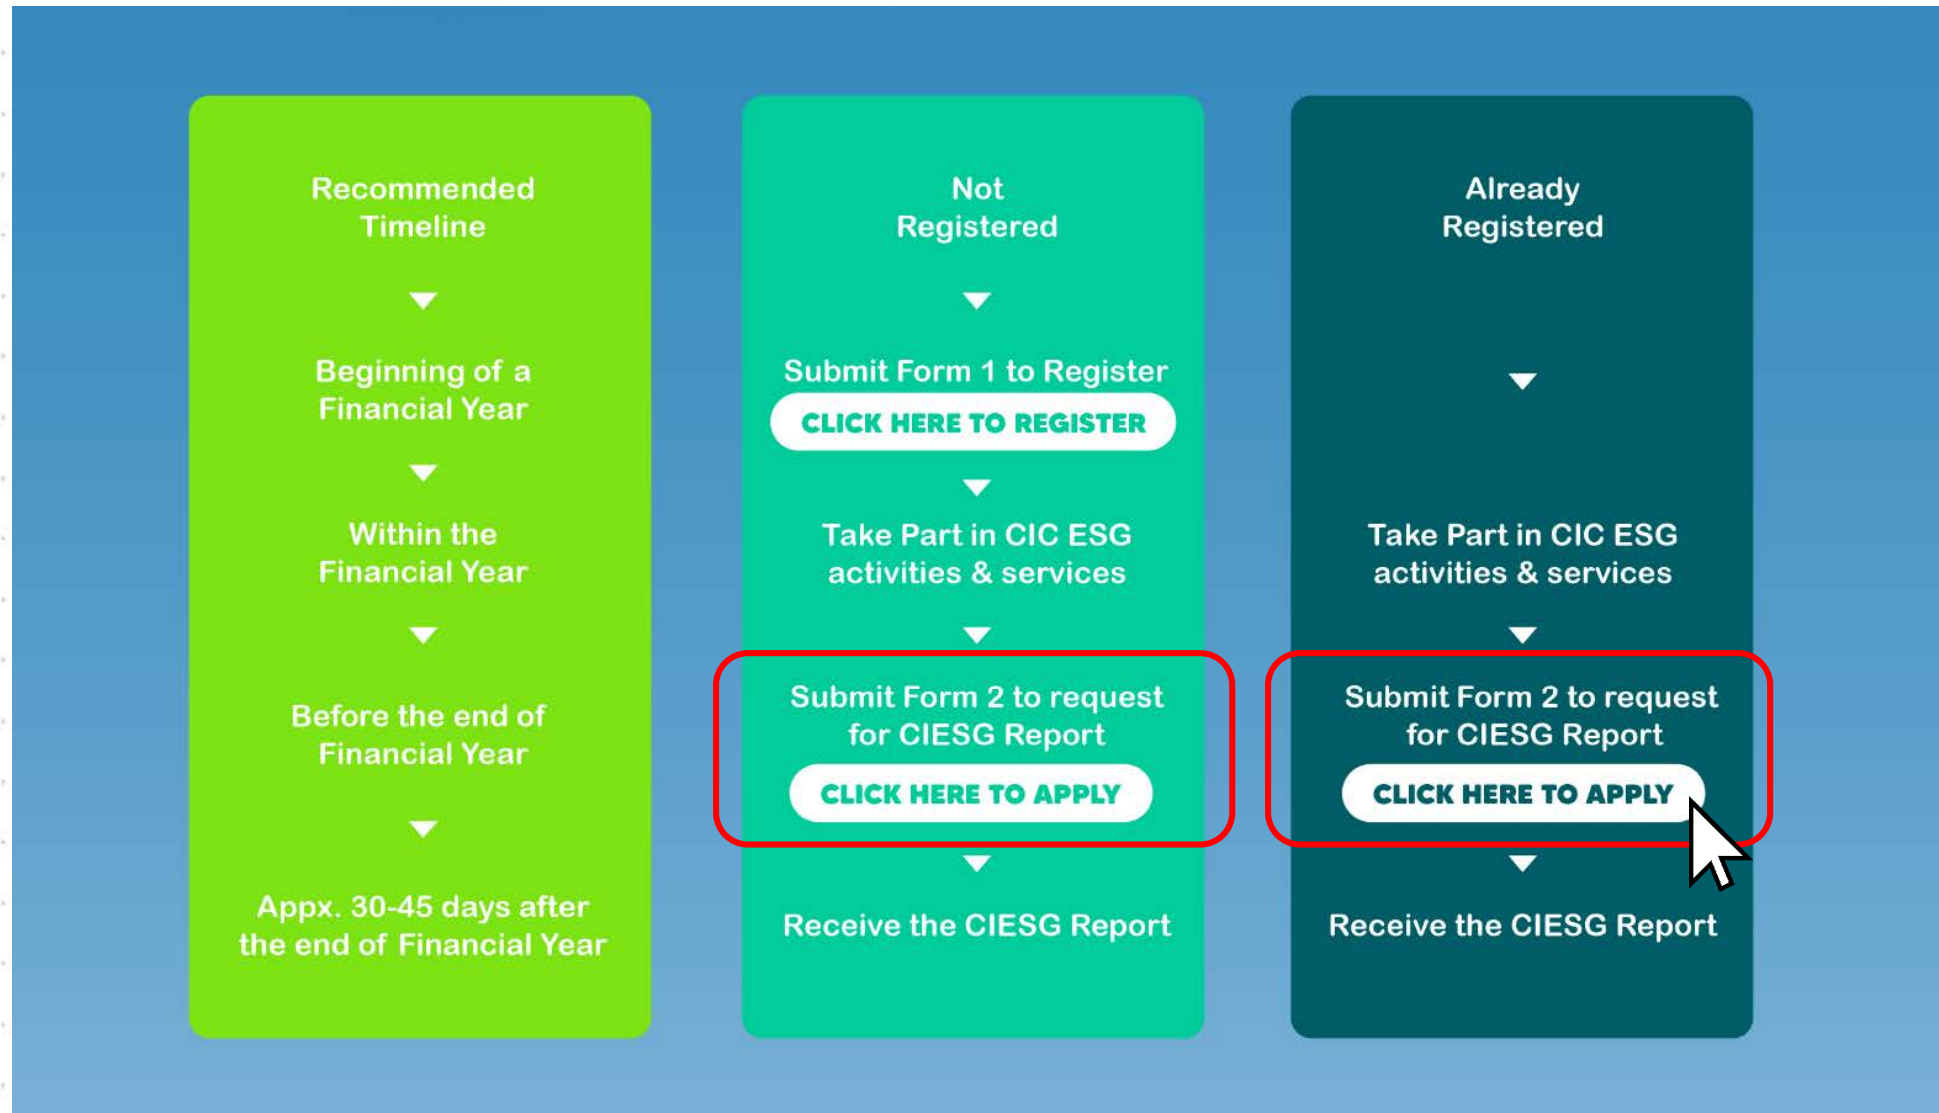 Recommended
Timeline
Beginning of a
Financial Year
Within the
Financial Year
Before the end of
Financial Year
Appx. 30-45 days after
the end of Financial Year
Not
Registered
Submit Form 1 to Register
CLICK HERE TO REGISTER
Take Part in CIC ESG
activities & services
Submit Form 2 to request
for CIESG Report
CLICK HERE TO APPLY
Receive the CIESG Report
Already
Registered
Take Part in CIC ESG
activities & services
Submit Form 2 to request
for CIESG Report
CLICK HERE TO APPLY
Receive the CIESG Report